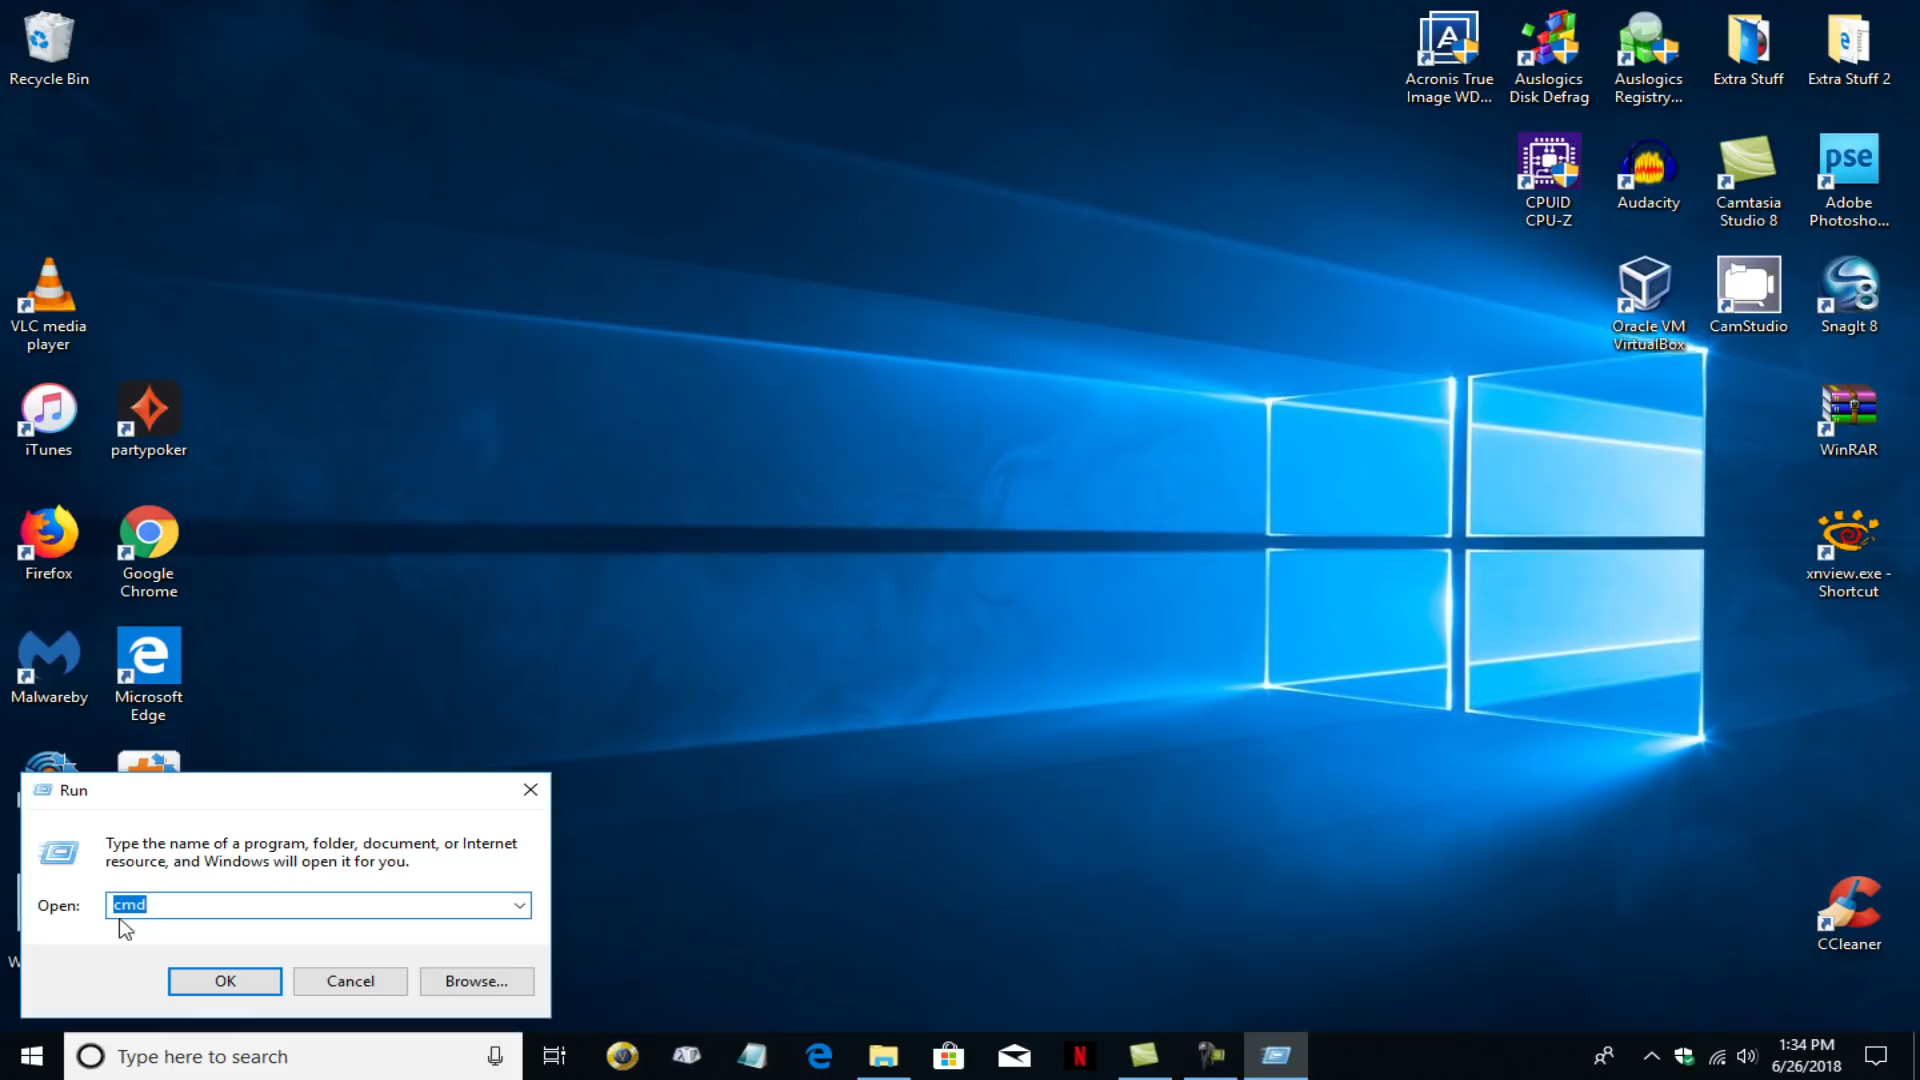 Recycle Bin
VLC media
player
iTunes
partypoker
Firefox
Google
Chrome
Malwareby
Microsoft
Edge
Acronis True
Image WD...
Auslogics
Disk Defrag
Auslogics
Registry...
Extra Stuff
Extra Stuff 2
CPUID
CPU-Z
Audacity
Camtasia
Studio 8
pse
Adobe
Photosho...
Oracle VM
VirtualBox
CamStudio
SnagIt 8
WinRAR
xnview.exe -
Shortcut
CCleaner
Run
Type the name of a program, folder, document, or Internet
resource, and Windows will open it for you.
Open:
cmd
OK
Cancel
Browse...
Type here to search
1:34 PM
6/26/2018